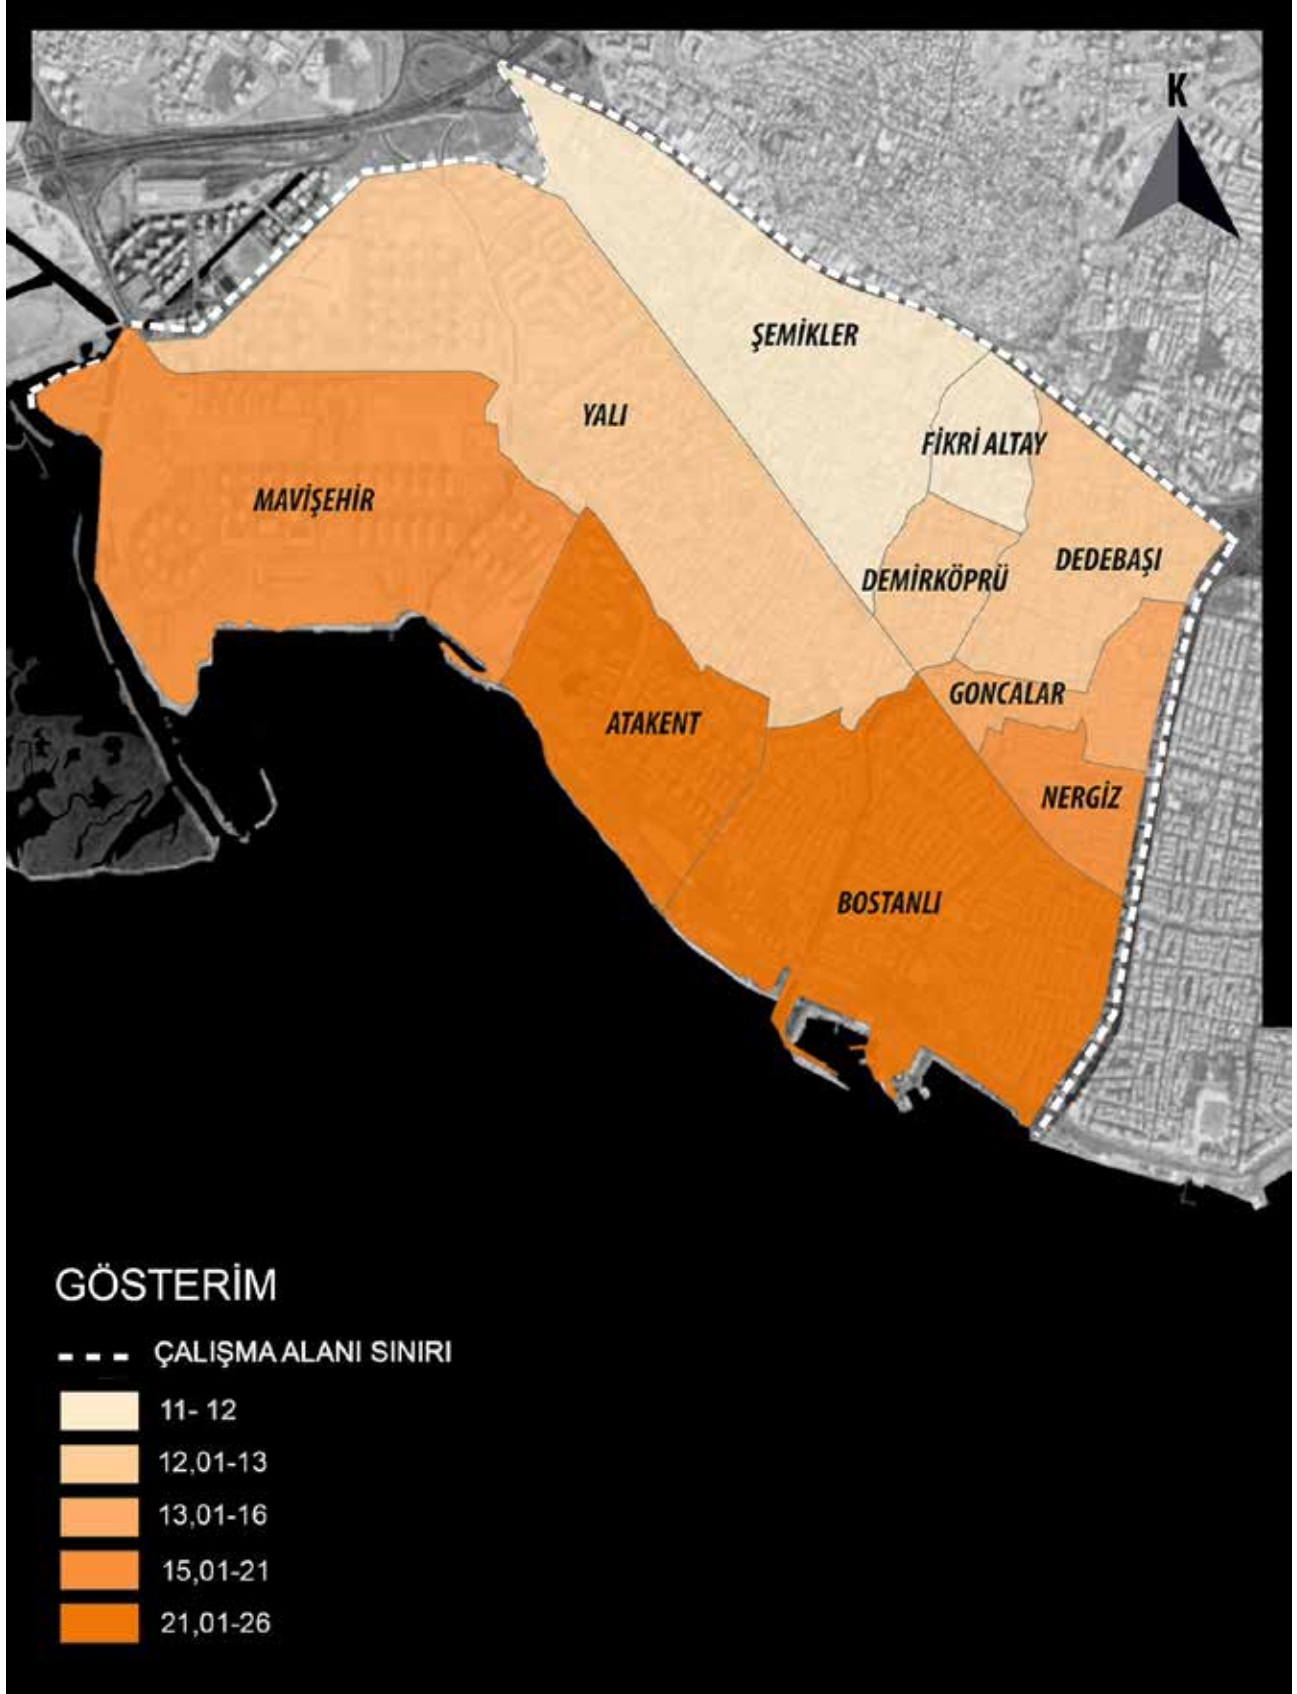 K
ŞEMİKLER
YALI
FİKRİ ALTAY
MAVİŞEHİR
DEDEBAŞI
DEMİRKÖPRÜ
GONCALAR
ATAKENT
NERGİZ
BOSTANLI
GÖSTERİM
ÇALIŞMA ALANI SINIRI
11- 12
12,01-13
13,01-16
15,01-21
21,01-26